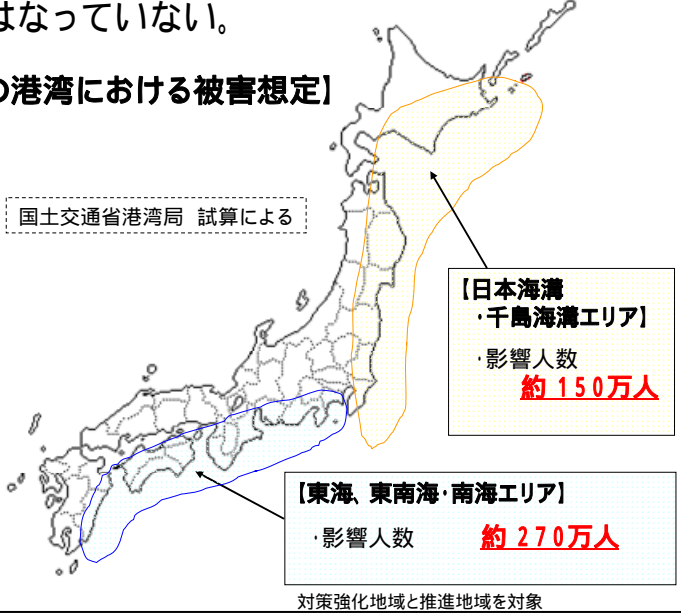 はなっていない。
の港湾における被害想定】
国土交通省港湾局 試算による
【日本海溝
・千島海溝エリア】
・影響人数
約150万人
【東海、東南海・南海エリア】
・影響人数 約270万人
対策強化地域と推進地域を対象